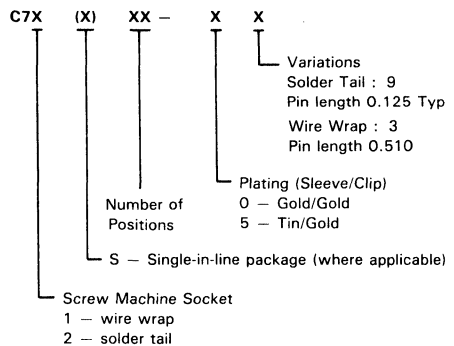 C7X (X) XX – X X
Variations
Solder Tail : 9
Pin length 0.125 Typ
Wire Wrap : 3
Pin length 0.510
Plating (Sleeve/Clip)
0 – Gold/Gold
5 – Tin/Gold
Number of
Positions
S – Single-in-line package (where applicable)
Screw Machine Socket
1 – wire wrap
2 – solder tail